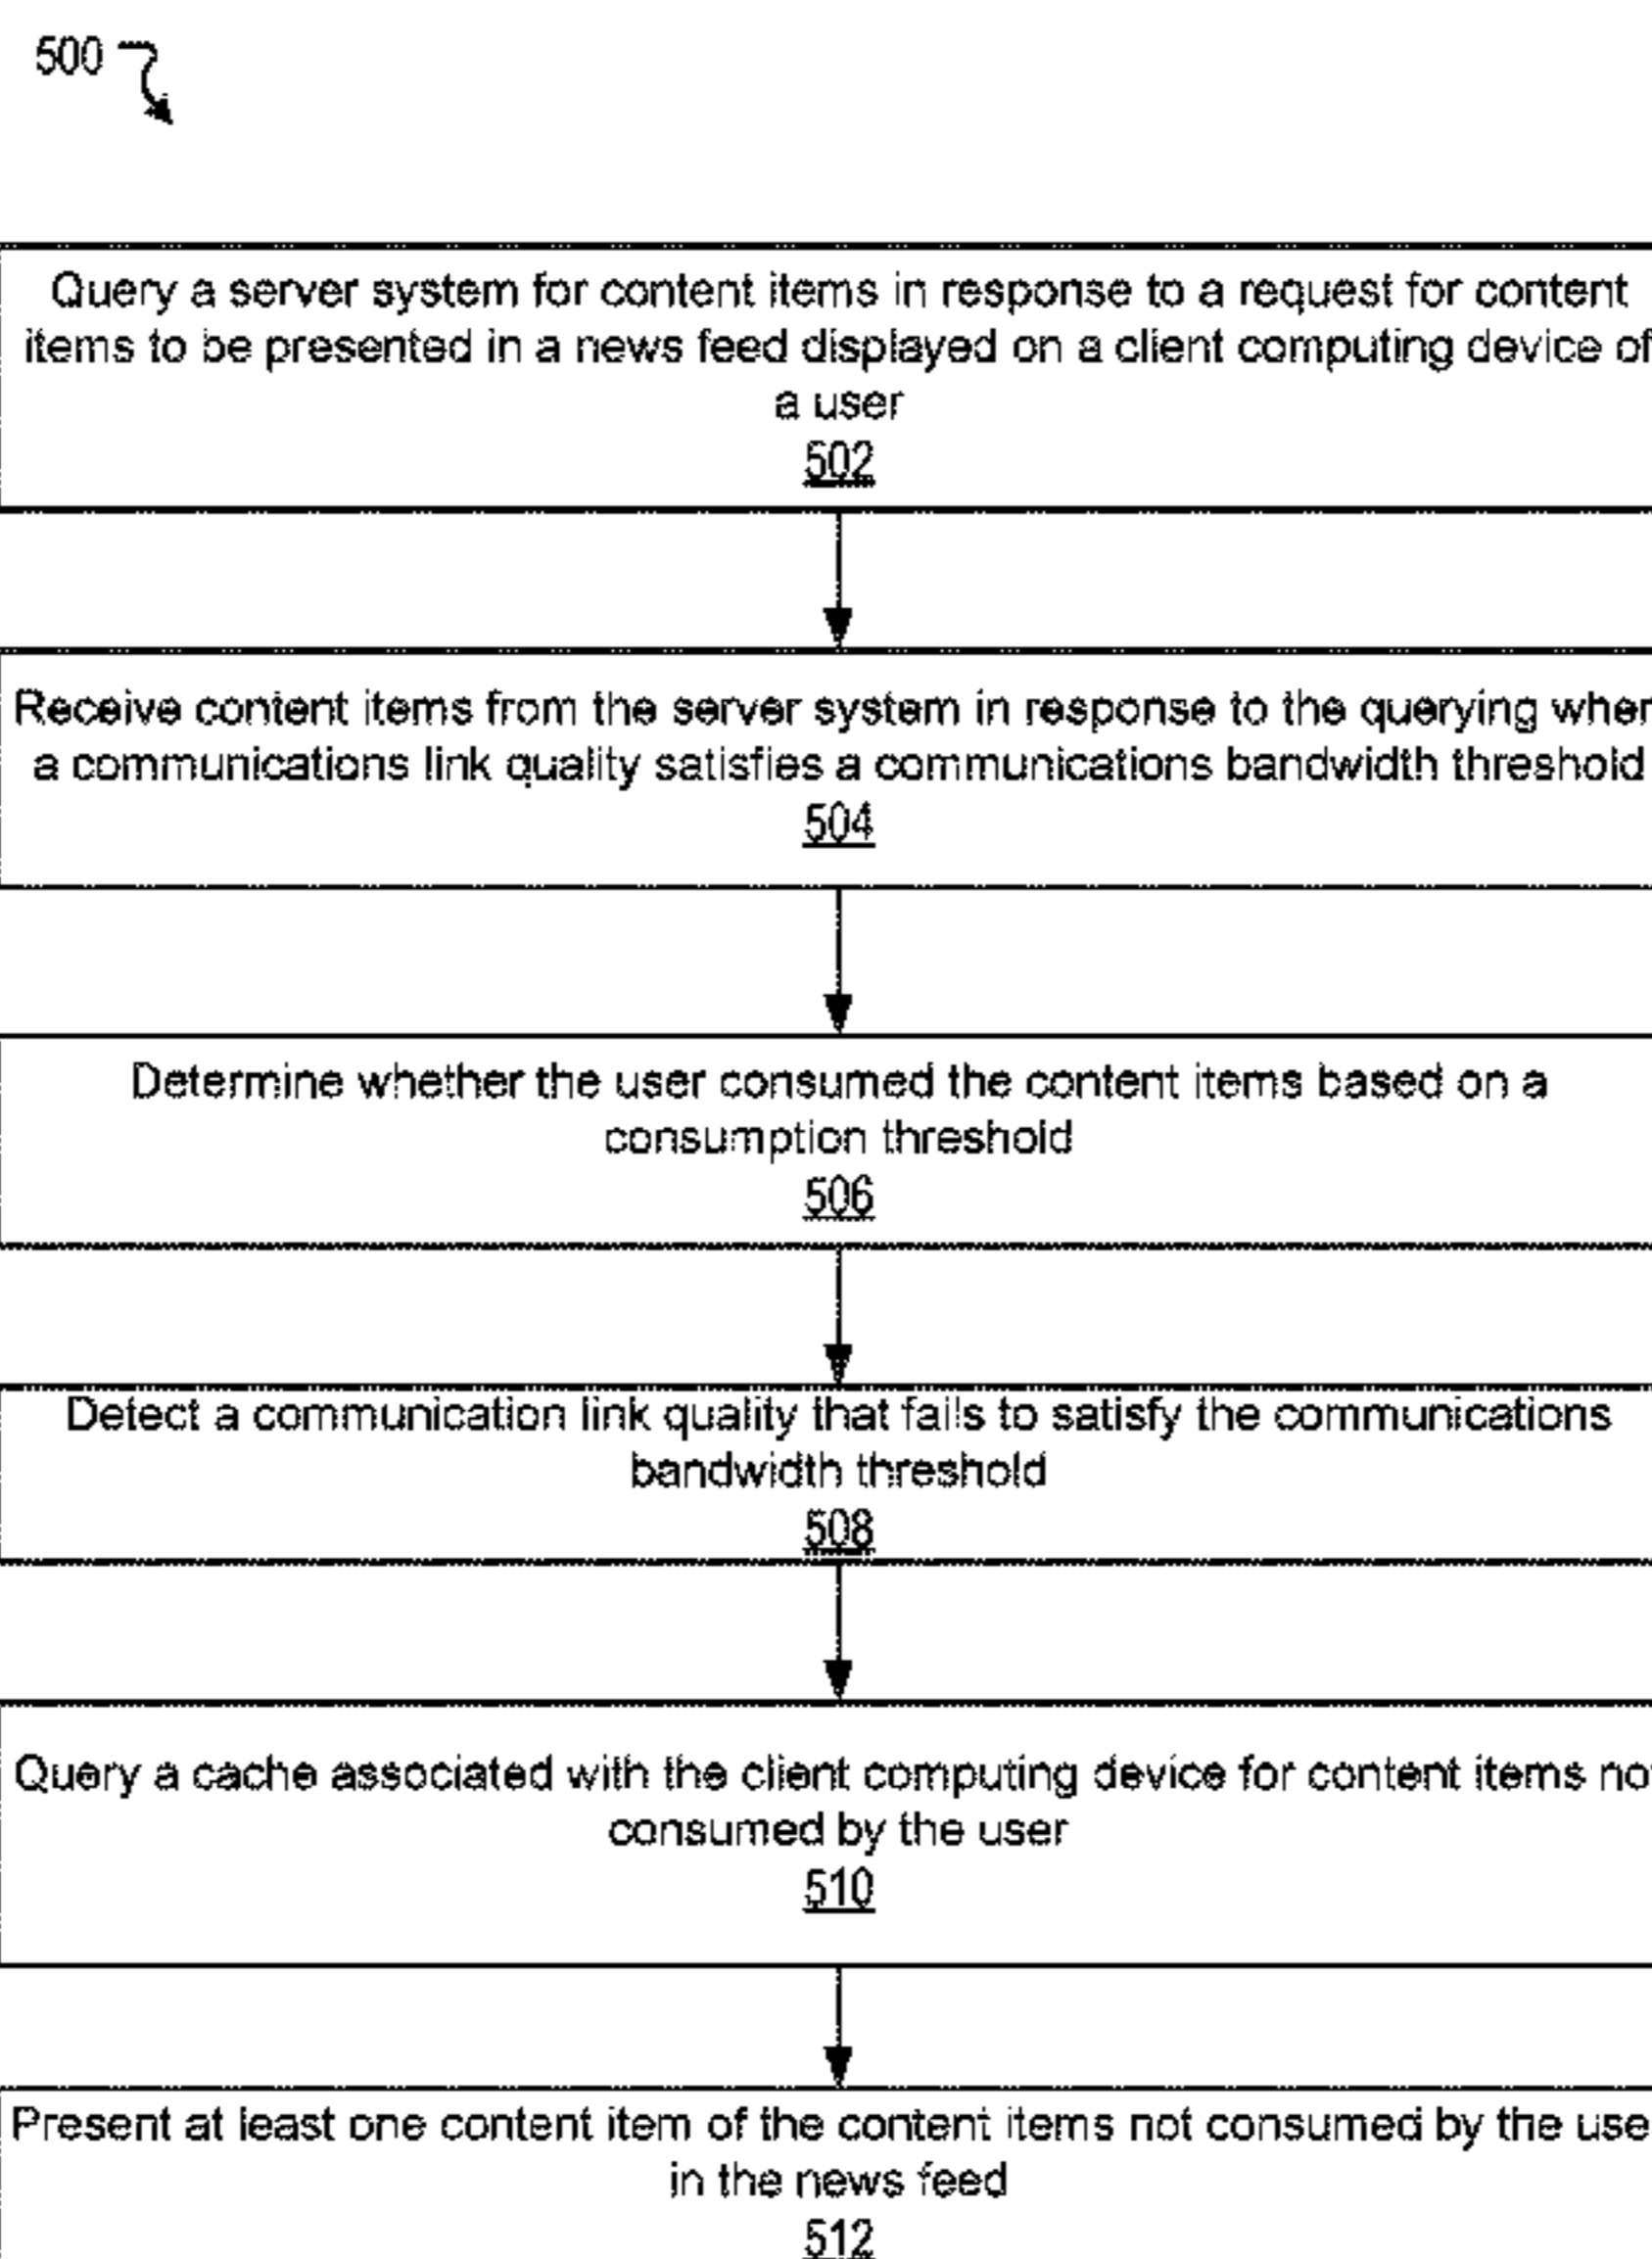 500
Query a server system for content items in response to a request for content
items to be presented in a news feed displayed on a client computing device of
a user
502
Receive content items from the server system in response to the querying when
a communications link quality satisfies a communications bandwidth threshold
504
Determine whether the user consumed the content items based on a
consumption threshold
506
Detect a communication link quality that fails to satisfy the communications
bandwidth threshold
508
Query a cache associated with the client computing device for content items not
consumed by the user
510
Present at least one content item of the content items not consumed by the use
in the news feed
512